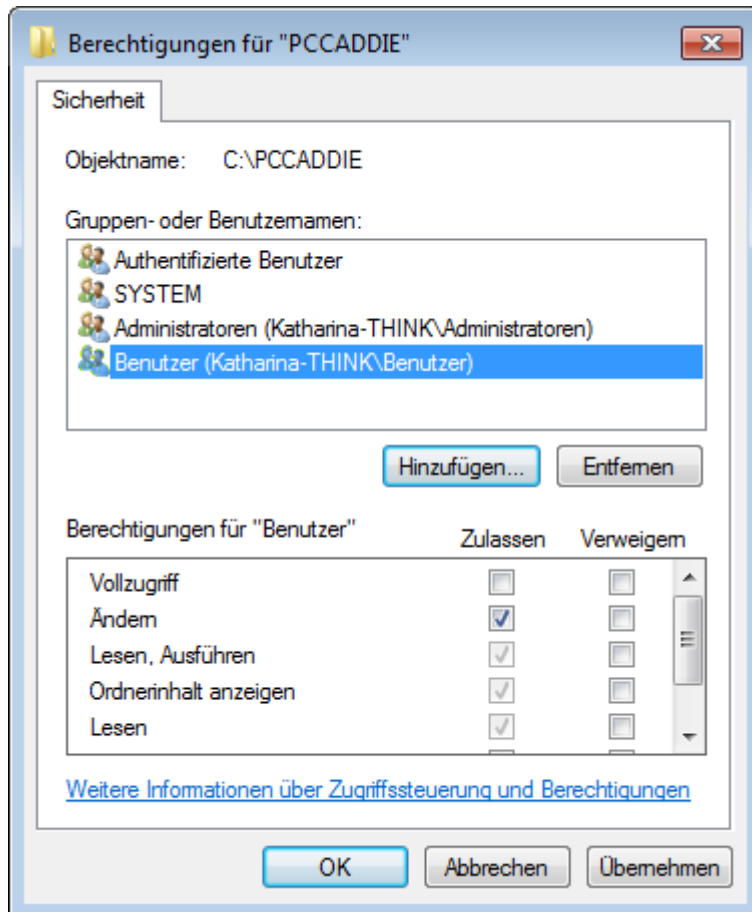 Berechtigungen für "PCCADDIE"
Sicherheit
Objektname: C:\PCCADDIE
Gruppen- oder Benutzernamen:
Authentifizierte Benutzer
SYSTEM
Administratoren (Katharina-THINK\Administratoren)
Benutzer (Katharina-THINK\Benutzer)
Hinzufügen... Entfernen
Berechtigungen für "Benutzer" Zulassen Verweigern
Vollzugriff
Ändern
Lesen, Ausführen
Ordnerinhalt anzeigen
Lesen
Weitere Informationen über Zugriffssteuerung und Berechtigungen
OK Abbrechen Übernehmen